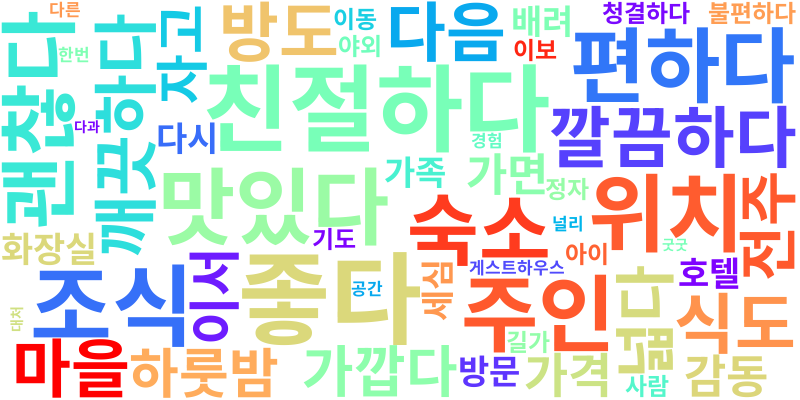 다른
한번
괜찮다
다과
깨끗하다
자고
다시
방도
이동
야외
다음
배려
이보
청결하다
불편하다
편하다
친절하다
깔끔하다
경험
가족
가면
정자
맛있다
숙소
널리
위치
전주
긋긋
화장실
기도
이서
좋다
공간
세심
게스트하우스
아이
호텔
조식
대처
주인
넓다
식도
길가
마을
하룻밤
가깝다
방문
가격
사람
감동